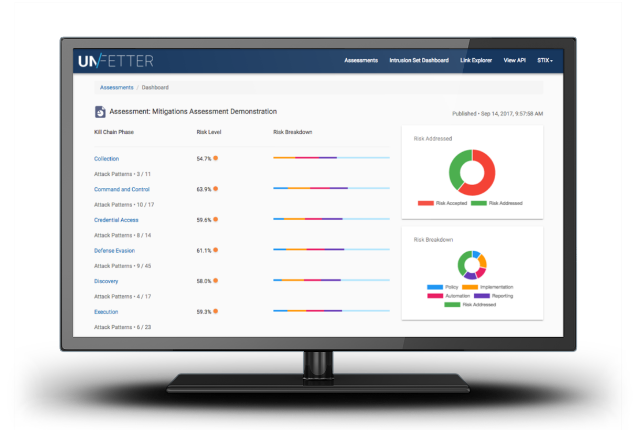 UNFETTER
Assessments Intrusion Set Dashboard Link Explorer View API STIX
Assessments / Dashboard
Assessment: Mitigations Assessment Demonstration
Published - Sep 14, 2017, 9:57:58 AM
Kill Chain Phase Risk Level Risk Breakdown
Collection 54.7%
Attack Patterns • 3 / 11
Command and Control 63.9%
Attack Patterns • 10 / 17
Credential Access 59.6%
Attack Patterns • 8 / 14
Defense Evasion 61.1%
Attack Patterns • 9 / 45
Discovery 58.0%
Attack Patterns • 4 / 17
Execution 59.3%
Attack Patterns • 6 / 23
Risk Addressed
Risk Accepted Risk Addressed
Risk Breakdown
Policy Implementation
Automation Reporting
Risk Addressed